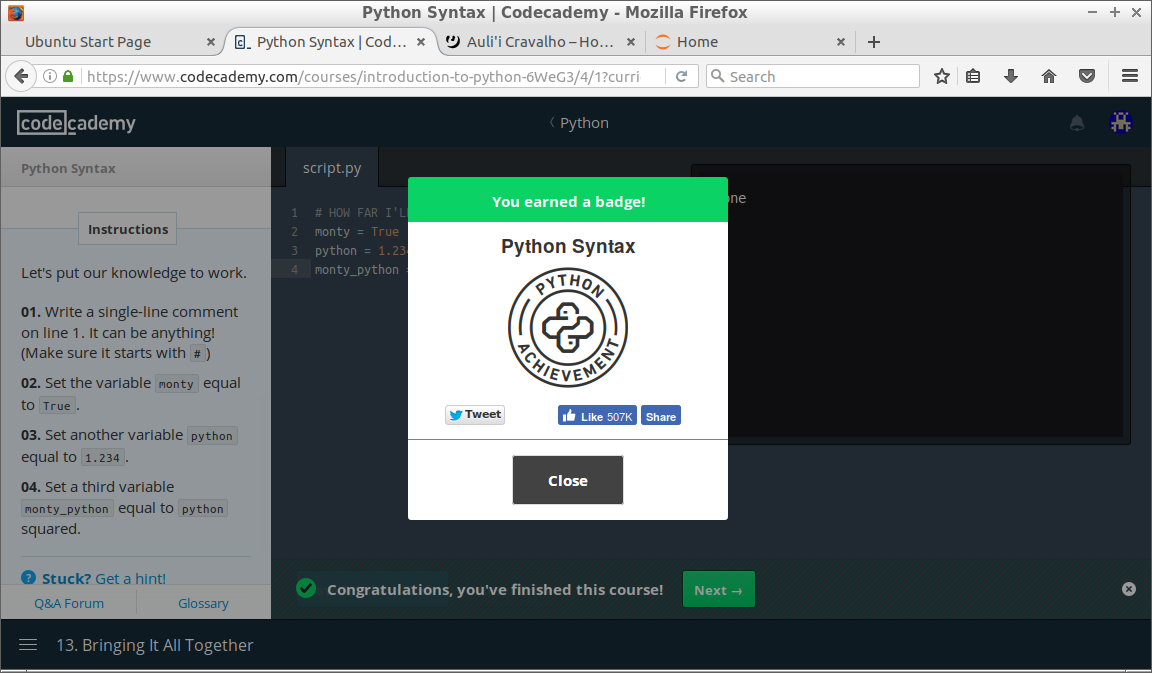 Python Syntax | Codecademy - Mozilla Firefox
Ubuntu Start Page
Python Syntax | Cod...
Auli'i Cravalho – Ho...
Home
https://www.codecademy.com/courses/introduction-to-python-6WeG3/4/1?curri
Search
codecademy
Python
Python Syntax
Instructions
Let's put our knowledge to work.
01. Write a single-line comment
on line 1. It can be anything!
(Make sure it starts with # )
02. Set the variable monty equal
to True .
03. Set another variable python
equal to 1.234 .
04. Set a third variable
monty_python equal to python
squared.
? Stuck? Get a hint!
Q&A Forum
Glossary
script.py
1 # HOW FAR I'L
2 monty = True
3 python = 1.234
4 monty_python =
one
You earned a badge!
Python Syntax
PYTHON
ACHIEVEMENT
Tweet
Like 507K
Share
Close
Congratulations, you've finished this course!
Next →
13. Bringing It All Together